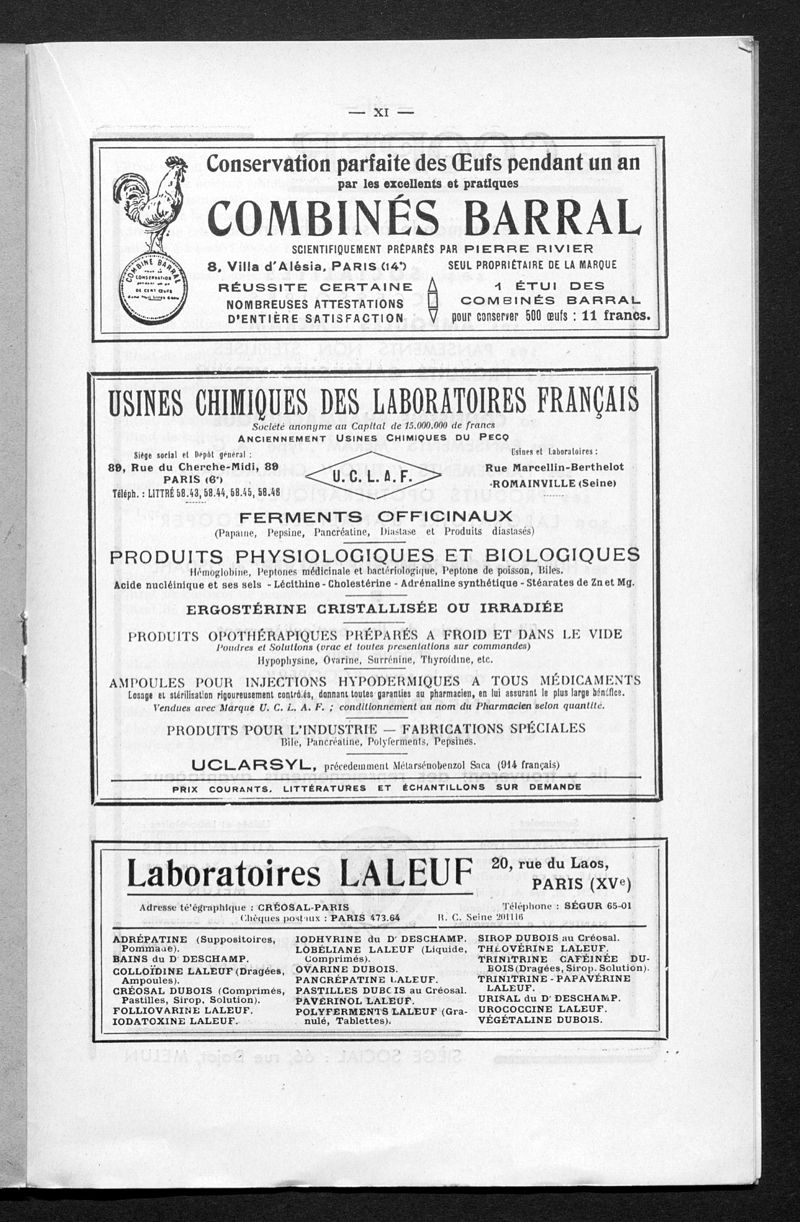 — XI —
Conservation parfaite des Œufs pendant un an
par les excellents et pratiques
COMBINÉS BARRAL
SCIENTIFIQUEMENT PRÉPARÉS PAR PIERRE RIVIER
8, Villa d'Alésia, PARIS (14e)
SEUL PROPRIÉTAIRE DE LA MARQUE
RÉUSSITE CERTAINE
NOMBREUSES ATTESTATIONS
D'ENTIÈRE SATISFACTION
1 ÉTUI DES
COMBINÉS BARRAL
pour conserver 500 œufs : 11 francs.
COMBINÉ BARRAL
POUR LA
CONSERVATION
DE CENT ŒUFS
USINES CHIMIQUES DES LABORATOIRES FRANÇAIS
Société anonyme au Capital de 15.000.000 de francs
ANCIENNEMENT USINES CHIMIQUES DU PECQ
Siège social et Dépôt général :
89, Rue du Cherche-Midi, 89
PARIS (6e)
Téléph. : LITTRÉ 58.43, 58.44, 58.45, 58.46
U. C. L. A. F.
Usines et Laboratoires :
Rue Marcellin-Berthelot
ROMAINVILLE (Seine)
FERMENTS OFFICINAUX
(Papaïne, Pepsine, Pancréatine, Diastase et Produits diastasés)
PRODUITS PHYSIOLOGIQUES ET BIOLOGIQUES
Hémoglobine, Peptones médicinale et bactériologique, Peptone de poisson, Biles.
Acide nucléinique et ses sels - Lécithine - Cholestérine - Adrénaline synthétique - Stéarates de Zn et Mg.
ERGOSTÉRINE CRISTALLISÉE OU IRRADIÉE
PRODUITS OPOTHÉRAPIQUES PRÉPARÉS A FROID ET DANS LE VIDE
Poudres et Solutions (vrac et toutes présentations sur commandes)
Hypophysine, Ovarine, Surrénine, Thyroïdine, etc.
AMPOULES POUR INJECTIONS HYPODERMIQUES A TOUS MÉDICAMENTS
Dosage et stérilisation rigoureusement contrôlés, donnant toutes garanties au pharmacien, en lui assurant le plus large bénéfice.
Vendues avec Marque U. C. L. A. F. ; conditionnement au nom du Pharmacien selon quantité.
PRODUITS POUR L'INDUSTRIE — FABRICATIONS SPÉCIALES
Bile, Pancréatine, Polyferments, Pepsines.
UCLARSYL, précédemment Métarsénobenzol Saca (914 français)
PRIX COURANTS, LITTÉRATURES ET ÉCHANTILLONS SUR DEMANDE
Laboratoires LALEUF
20, rue du Laos,
PARIS (XVe)
Adresse télégraphique : CRÉOSAL-PARIS
Téléphone : SÉGUR 65-01
Chèques postaux : PARIS 473.64
R. C. Seine 201116
ADRÉPATINE (Suppositoires,
Pommade).
BAINS du Dr DESCHAMP.
COLLOÏDINE LALEUF (Dragées,
Ampoules).
CRÉOSAL DUBOIS (Comprimés,
Pastilles, Sirop, Solution).
FOLLIOVARINE LALEUF.
IODATOXINE LALEUF.
IODHYRINE du Dr DESCHAMP.
LOBÉLIANE LALEUF (Liquide,
Comprimés).
OVARINE DUBOIS.
PANCRÉPATINE LALEUF.
PASTILLES DUBOIS au Créosal.
PAVÉRINOL LALEUF.
POLYFERMENTS LALEUF (Gra-
nulé, Tablettes).
SIROP DUBOIS au Créosal.
THÉOVÉRINE LALEUF.
TRINITRINE CAFÉINÉE DU-
BOIS (Dragées, Sirop, Solution).
TRINITRINE - PAPAVÉRINE
LALEUF.
URISAL du Dr DESCHAMP.
UROCOCCINE LALEUF.
VÉGÉTALINE DUBOIS.